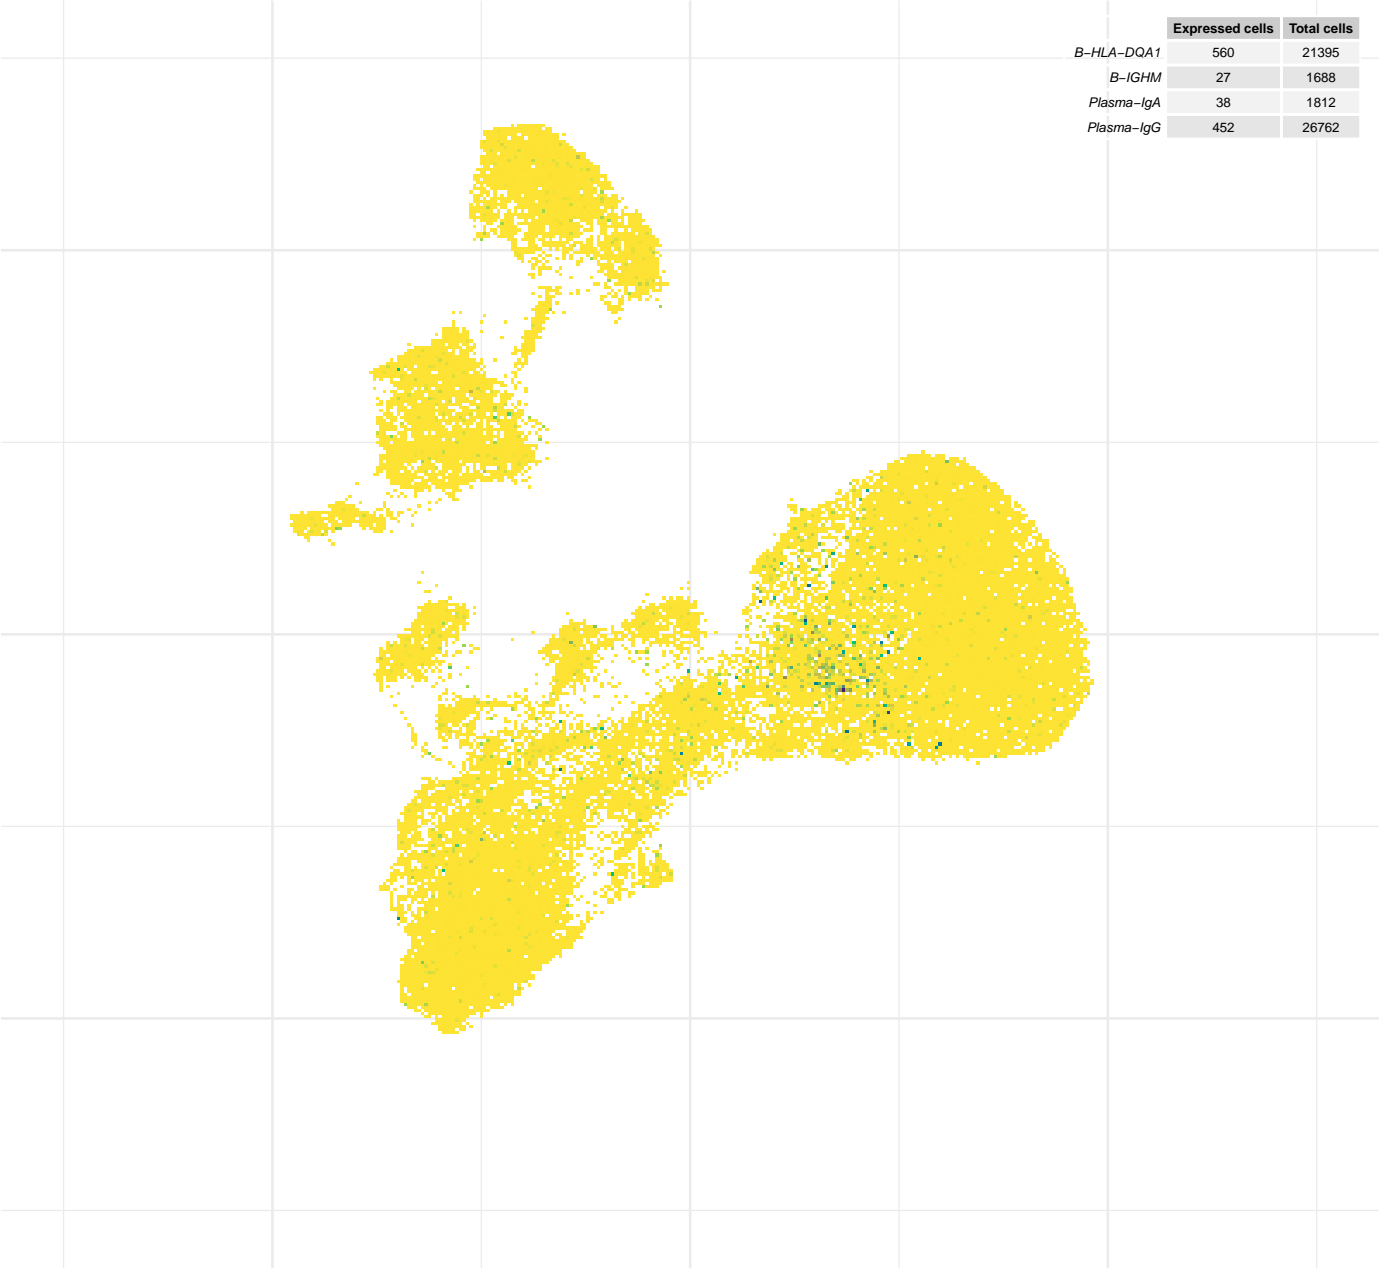 Expressed cells Total cells
B−HLA−DQA1 560 21395
B−IGHM 27 1688
Plasma−IgA 38 1812
Plasma−IgG 452 26762